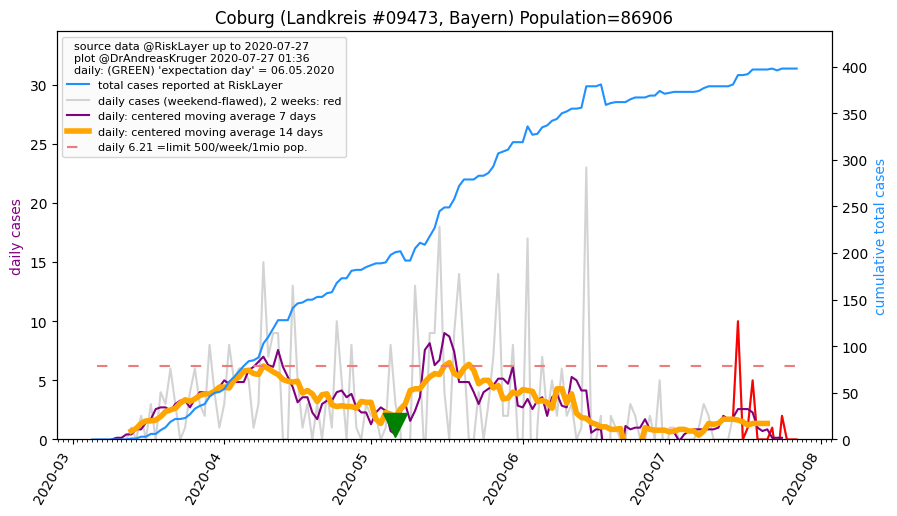 Coburg (Landkreis #09473, Bayern) Population=86906
source data @RiskLayer up to 2020-07-27
plot @DrAndreasKruger 2020-07-27 01:36
daily: (GREEN) 'expectation day' = 06.05.2020
total cases reported at RiskLayer
daily cases (weekend-flawed), 2 weeks: red
daily: centered moving average 7 days
daily: centered moving average 14 days
daily 6.21 =limit 500/week/1mio pop.
daily cases
30
25
20
15
10
5
0
cumulative total cases
400
350
300
250
200
150
100
50
0
2020-03
2020-04
2020-05
2020-06
2020-07
2020-08